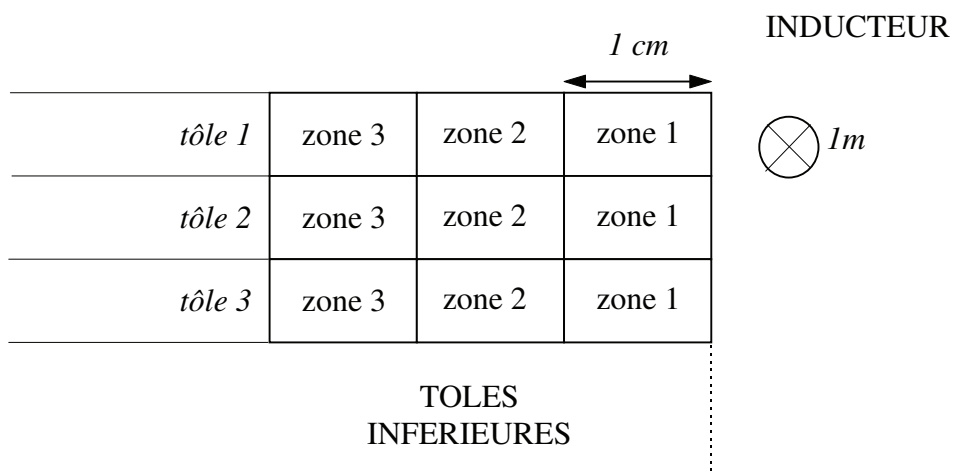 INDUCTEUR
1 cm
tôle 1 zone 3 zone 2 zone 1 1m
tôle 2 zone 3 zone 2 zone 1
tôle 3 zone 3 zone 2 zone 1
TOLES
INFERIEURES